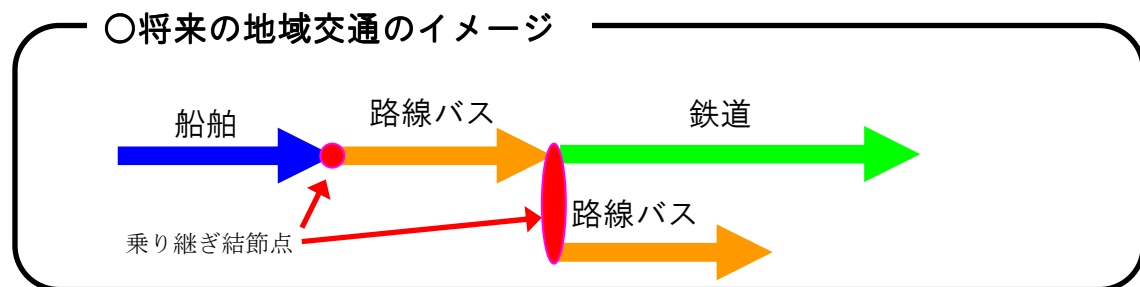 ○将来の地域交通のイメージ
船舶
路線バス
鉄道
路線バス
乗り継ぎ結節点